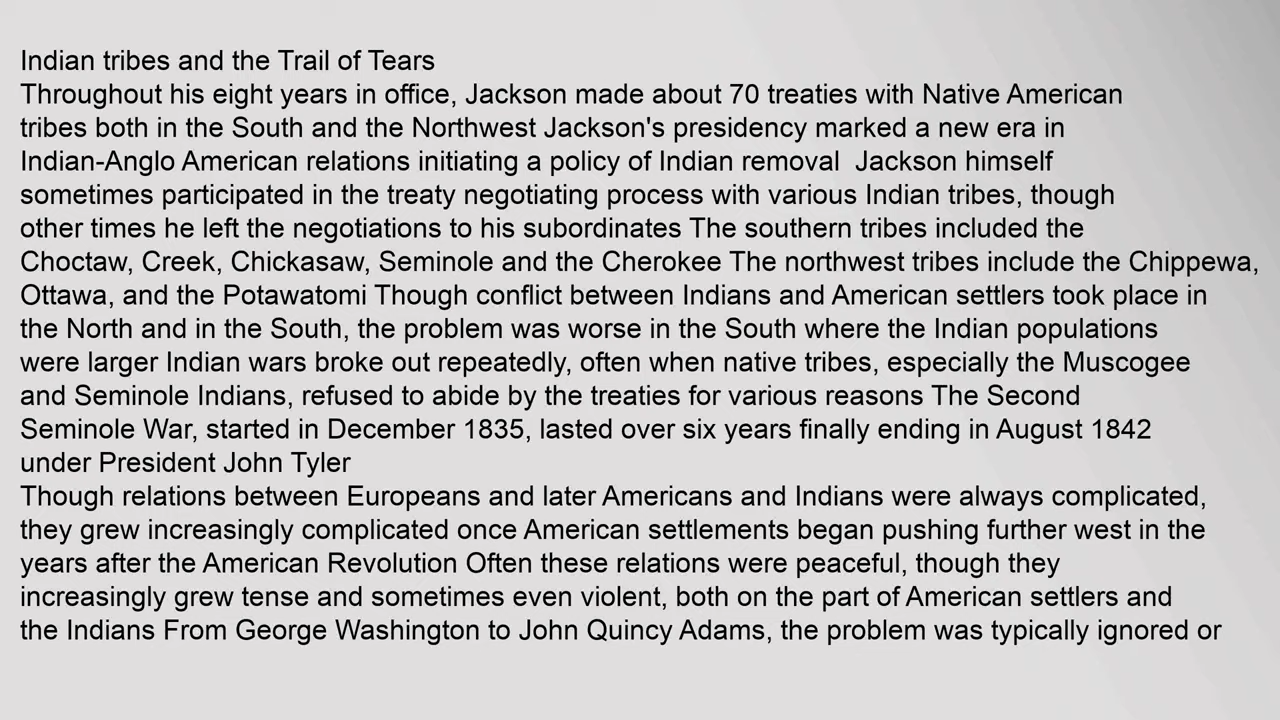 Indian tribes and the Trail of Tears
Throughout his eight years in office, Jackson made about 70 treaties with Native American
tribes both in the South and the Northwest Jackson's presidency marked a new era in
Indian-Anglo American relations initiating a policy of Indian removal  Jackson himself
sometimes participated in the treaty negotiating process with various Indian tribes, though
other times he left the negotiations to his subordinates The southern tribes included the
Choctaw, Creek, Chickasaw, Seminole and the Cherokee The northwest tribes include the Chippewa,
Ottawa, and the Potawatomi Though conflict between Indians and American settlers took place in
the North and in the South, the problem was worse in the South where the Indian populations
were larger Indian wars broke out repeatedly, often when native tribes, especially the Muscogee
and Seminole Indians, refused to abide by the treaties for various reasons The Second
Seminole War, started in December 1835, lasted over six years finally ending in August 1842
under President John Tyler
Though relations between Europeans and later Americans and Indians were always complicated,
they grew increasingly complicated once American settlements began pushing further west in the
years after the American Revolution Often these relations were peaceful, though they
increasingly grew tense and sometimes even violent, both on the part of American settlers and
the Indians From George Washington to John Quincy Adams, the problem was typically ignored or